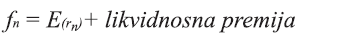 fn = E(rn) + likvidnosna premija